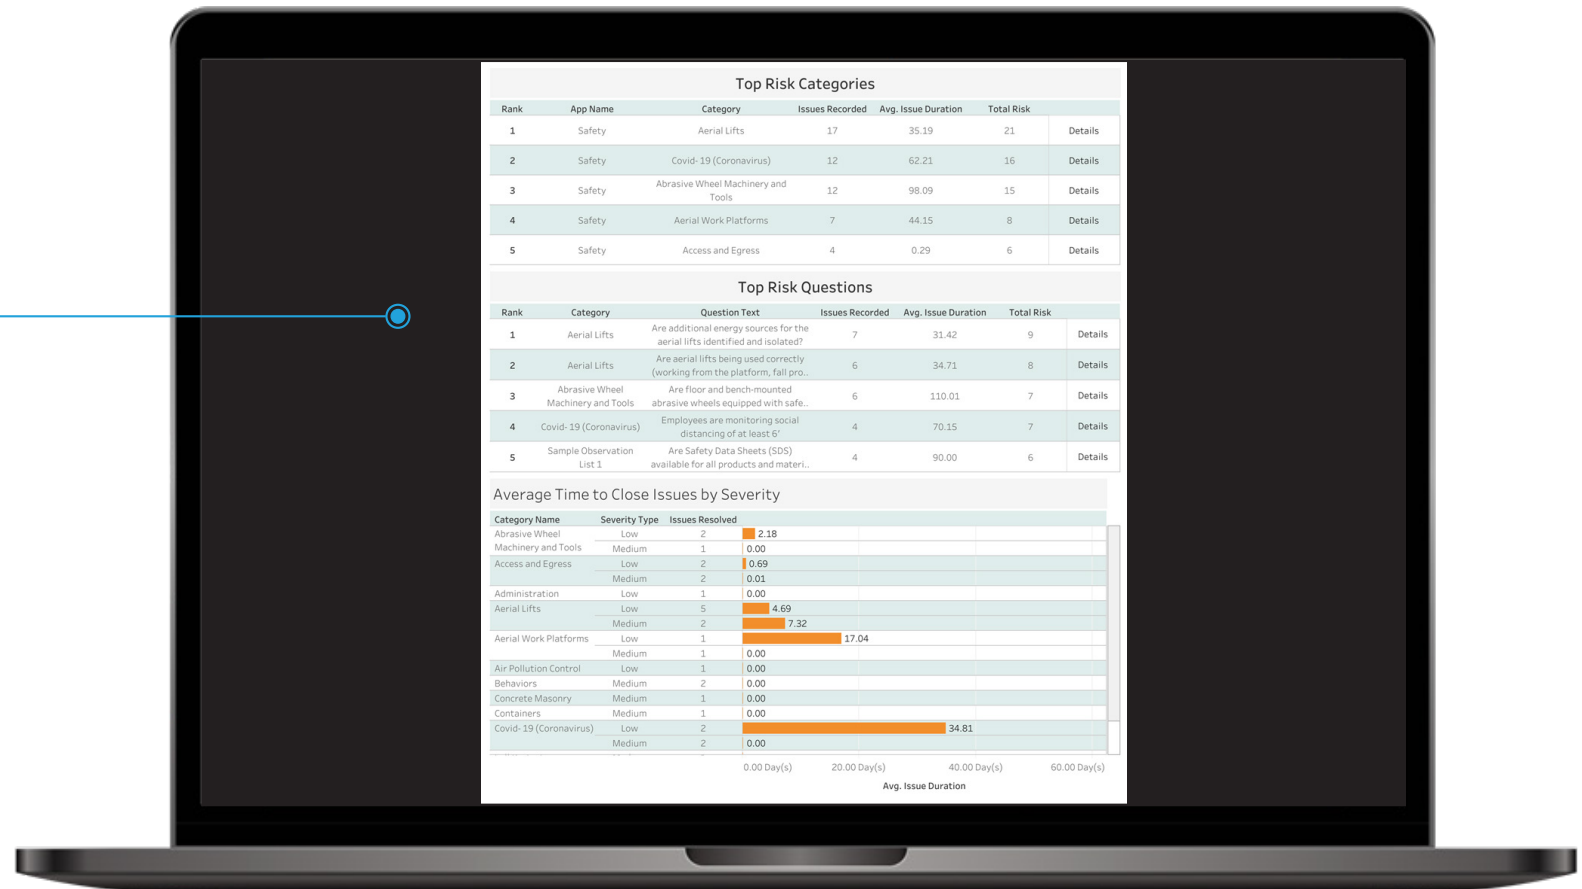 Top Risk Categories
Rank App Name Category Issues Recorded Avg. Issue Duration Total Risk
1 Safety Aerial Lifts 17 35.19 21 Details
2 Safety Covid-19 (Coronavirus) 12 62.21 16 Details
3 Safety Abrasive Wheel Machinery and 12 98.09 15 Details
Tools
4 Safety Aerial Work Platforms 7 44.15 8 Details
5 Safety Access and Egress 4 0.29 6 Details
Top Risk Questions
Rank Category Question Text Issues Recorded Avg. Issue Duration Total Risk
1 Aerial Lifts Are additional energy sources for the 7 31.42 9 Details
aerial lifts identified and isolated?
2 Aerial Lifts Are aerial lifts being used correctly 6 34.71 8 Details
(working from the platform, fall pro..
3 Abrasive Wheel Are floor and bench-mounted 6 110.01 7 Details
Machinery and Tools abrasive wheels equipped with safe..
4 Covid-19 (Coronavirus) Employees are monitoring social 4 70.15 7 Details
distancing of at least 6'
5 Sample Observation Are Safety Data Sheets (SDS) 4 90.00 6 Details
List 1 available for all products and materi..
Average Time to Close Issues by Severity
Category Name Severity Type Issues Resolved
Abrasive Wheel Low 2 2.18
Machinery and Tools Medium 1 0.00
Access and Egress Low 2 0.69
Medium 2 0.01
Administration Low 1 0.00
Aerial Lifts Low 5 4.69
Medium 2 7.32
Aerial Work Platforms Low 1 17.04
Medium 1 0.00
Air Pollution Control Low 1 0.00
Behaviors Medium 2 0.00
Concrete Masonry Medium 1 0.00
Containers Medium 1 0.00
Covid-19 (Coronavirus) Low 2 34.81
Medium 2 0.00
0.00 Day(s) 20.00 Day(s) 40.00 Day(s) 60.00 Day(s)
Avg. Issue Duration